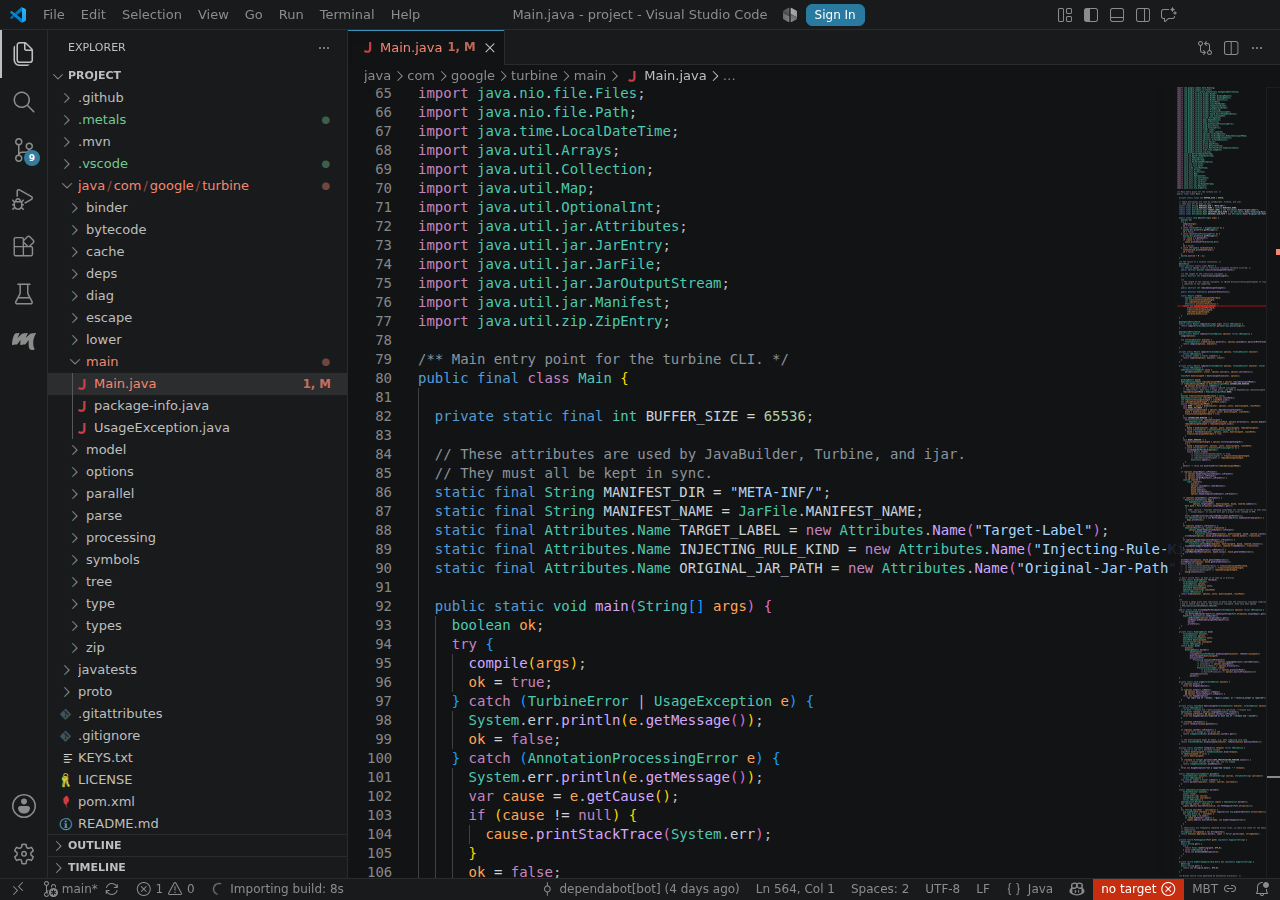 File Edit Selection View Go Run Terminal Help
Main.java - project - Visual Studio Code
Sign In
EXPLORER
PROJECT
.github
.metals
.mvn
.vscode
java/com/google/turbine
binder
bytecode
cache
deps
diag
escape
lower
main
Main.java 1, M
package-info.java
UsageException.java
model
options
parallel
parse
processing
symbols
tree
type
types
zip
javatests
proto
.gitattributes
.gitignore
KEYS.txt
LICENSE
pom.xml
README.md
OUTLINE
TIMELINE
9
Main.java 1, M
java > com > google > turbine > main > Main.java > ...
65 import java.nio.file.Files;
66 import java.nio.file.Path;
67 import java.time.LocalDateTime;
68 import java.util.Arrays;
69 import java.util.Collection;
70 import java.util.Map;
71 import java.util.OptionalInt;
72 import java.util.jar.Attributes;
73 import java.util.jar.JarEntry;
74 import java.util.jar.JarFile;
75 import java.util.jar.JarOutputStream;
76 import java.util.jar.Manifest;
77 import java.util.zip.ZipEntry;
78
79 /** Main entry point for the turbine CLI. */
80 public final class Main {
81
82 private static final int BUFFER_SIZE = 65536;
83
84 // These attributes are used by JavaBuilder, Turbine, and ijar.
85 // They must all be kept in sync.
86 static final String MANIFEST_DIR = "META-INF/";
87 static final String MANIFEST_NAME = JarFile.MANIFEST_NAME;
88 static final Attributes.Name TARGET_LABEL = new Attributes.Name("Target-Label");
89 static final Attributes.Name INJECTING_RULE_KIND = new Attributes.Name("Injecting-Rule-K
90 static final Attributes.Name ORIGINAL_JAR_PATH = new Attributes.Name("Original-Jar-Path"
91
92 public static void main(String[] args) {
93 boolean ok;
94 try {
95 compile(args);
96 ok = true;
97 } catch (TurbineError | UsageException e) {
98 System.err.println(e.getMessage());
99 ok = false;
100 } catch (AnnotationProcessingError e) {
101 System.err.println(e.getMessage());
102 var cause = e.getCause();
103 if (cause != null) {
104 cause.printStackTrace(System.err);
105 }
106 ok = false;
main* 1 0 Importing build: 8s dependabot[bot] (4 days ago) Ln 564, Col 1 Spaces: 2 UTF-8 LF { } Java no target MBT